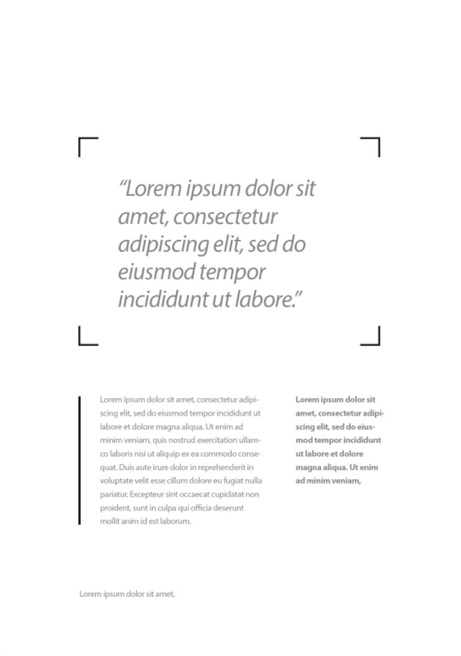 “Lorem ipsum dolor sit
amet, consectetur
adipiscing elit, sed do
eiusmod tempor
incididunt ut labore.”
Lorem ipsum dolor sit amet, consectetur adipi-
scing elit, sed do eiusmod tempor incididunt ut
labore et dolore magna aliqua. Ut enim ad
minim veniam, quis nostrud exercitation ullam-
co laboris nisi ut aliquip ex ea commodo conse-
quat. Duis aute irure dolor in reprehenderit in
voluptate velit esse cillum dolore eu fugiat nulla
pariatur. Excepteur sint occaecat cupidatat non
proident, sunt in culpa qui officia deserunt
mollit anim id est laborum.
Lorem ipsum dolor sit
amet, consectetur adipi-
scing elit, sed do eius-
mod tempor incididunt
ut labore et dolore
magna aliqua. Ut enim
ad minim veniam,
Lorem ipsum dolor sit amet,